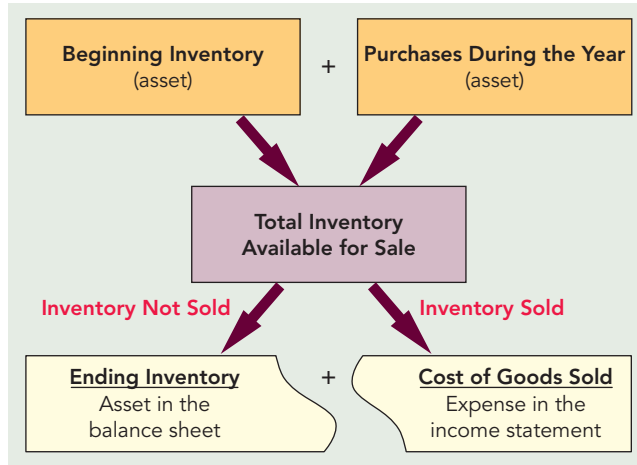 Beginning Inventory
(asset)
+
Purchases During the Year
(asset)
Total Inventory
Available for Sale
Inventory Not Sold
Inventory Sold
Ending Inventory
Asset in the
balance sheet
+
Cost of Goods Sold
Expense in the
income statement